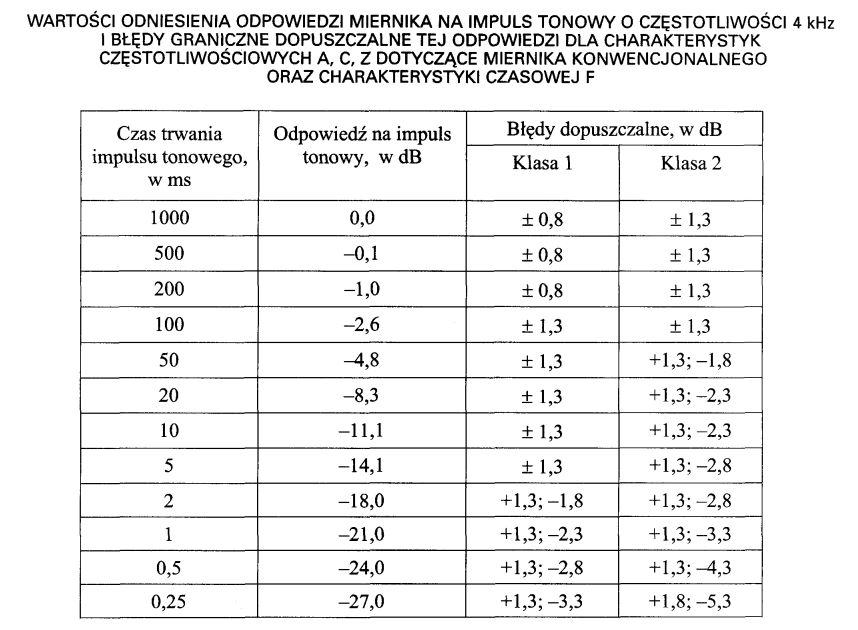 WARTOŚCI ODNIESIENIA ODPOWIEDZI MIERNIKA NA IMPULS TONOWY O CZĘSTOTLIWOŚCI 4 kHz
I BŁĘDY GRANICZNE DOPUSZCZALNE TEJ ODPOWIEDZI DLA CHARAKTERYSTYK
CZĘSTOTLIWOŚCIOWYCH A, C, Z DOTYCZĄCE MIERNIKA KONWENCJONALNEGO
ORAZ CHARAKTERYSTYKI CZASOWEJ F
Czas trwania impulsu tonowego, w ms | Odpowiedź na impuls tonowy, w dB | Błędy dopuszczalne, w dB
Klasa 1 | Klasa 2
1000 | 0,0 | ± 0,8 | ± 1,3
500 | –0,1 | ± 0,8 | ± 1,3
200 | –1,0 | ± 0,8 | ± 1,3
100 | –2,6 | ± 1,3 | ± 1,3
50 | –4,8 | ± 1,3 | +1,3; –1,8
20 | –8,3 | ± 1,3 | +1,3; –2,3
10 | –11,1 | ± 1,3 | +1,3; –2,3
5 | –14,1 | ± 1,3 | +1,3; –2,8
2 | –18,0 | +1,3; –1,8 | +1,3; –2,8
1 | –21,0 | +1,3; –2,3 | +1,3; –3,3
0,5 | –24,0 | +1,3; –2,8 | +1,3; –4,3
0,25 | –27,0 | +1,3; –3,3 | +1,8; –5,3